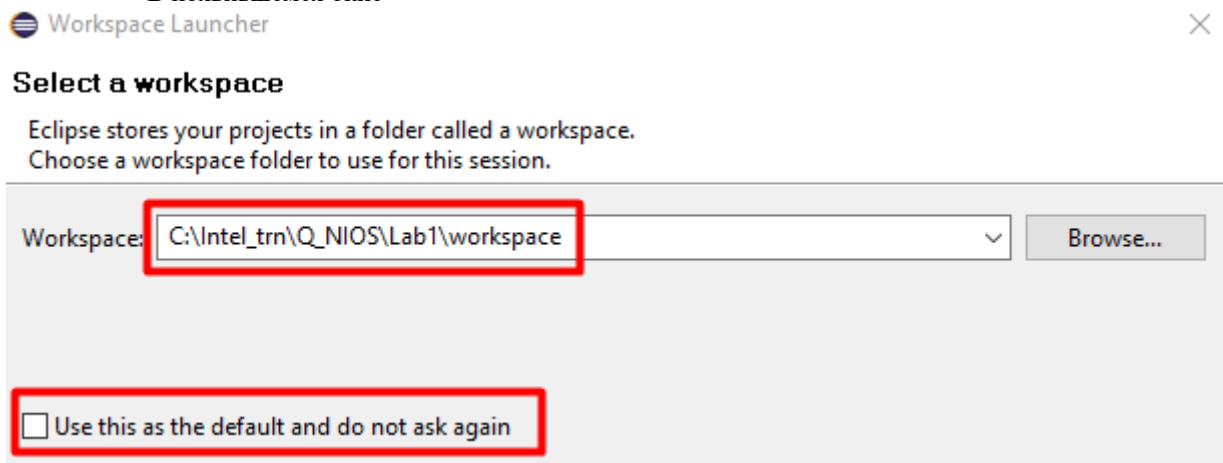 Workspace Launcher
Select a workspace
Eclipse stores your projects in a folder called a workspace.
Choose a workspace folder to use for this session.
Workspace: C:\Intel_trn\Q_NIOS\Lab1\workspace Browse...
Use this as the default and do not ask again